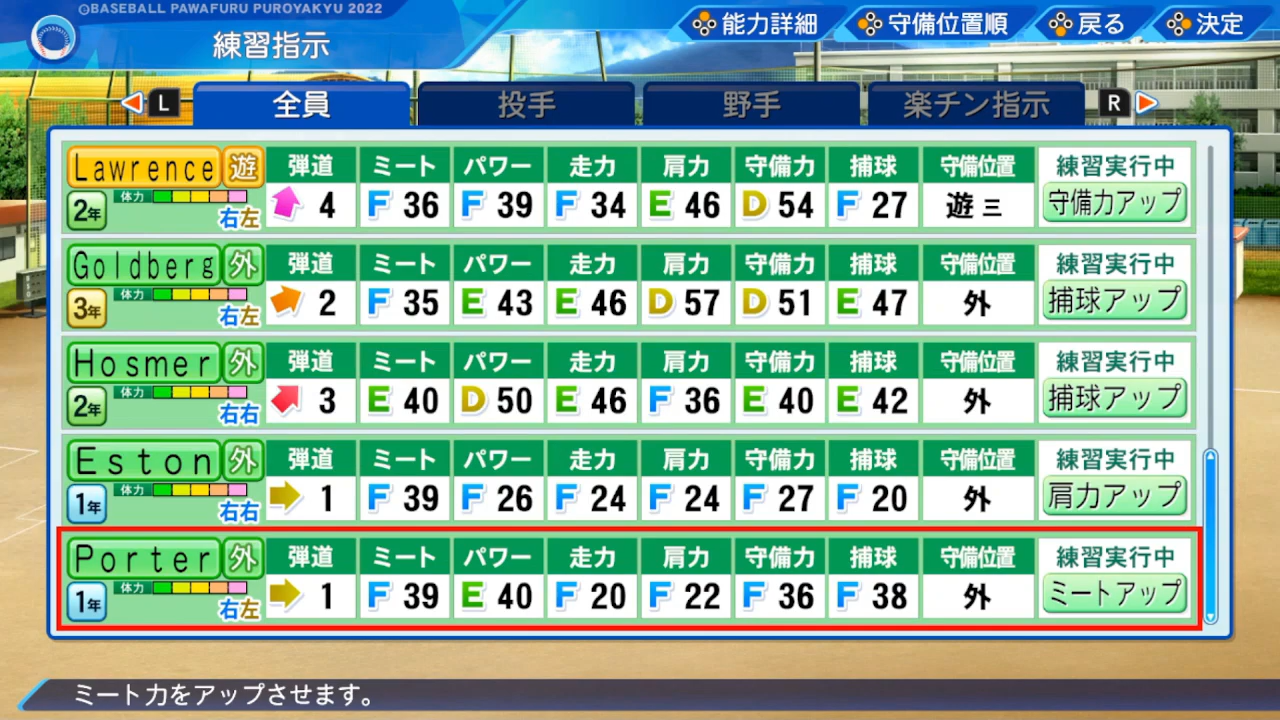 ©BASEBALL PAWAFURU PUROYAKYU 2022
練習指示
能力詳細 守備位置順 戻る 決定
L 全員 投手 野手 楽チン指示 R
Lawrence 遊 弾道 ミート パワー 走力 肩力 守備力 捕球 守備位置 練習実行中
2年 体力 右左 4 F 36 F 39 F 34 E 46 D 54 F 27 遊 三 守備力アップ
Goldberg 外 弾道 ミート パワー 走力 肩力 守備力 捕球 守備位置 練習実行中
3年 体力 右左 2 F 35 E 43 E 46 D 57 D 51 E 47 外 捕球アップ
Hosmer 外 弾道 ミート パワー 走力 肩力 守備力 捕球 守備位置 練習実行中
2年 体力 右右 3 E 40 D 50 E 46 F 36 E 40 E 42 外 捕球アップ
Eston 外 弾道 ミート パワー 走力 肩力 守備力 捕球 守備位置 練習実行中
1年 体力 右右 1 F 39 F 26 F 24 F 24 F 27 F 20 外 肩力アップ
Porter 外 弾道 ミート パワー 走力 肩力 守備力 捕球 守備位置 練習実行中
1年 体力 右左 1 F 39 E 40 F 20 F 22 F 36 F 38 外 ミートアップ
ミート力をアップさせます。